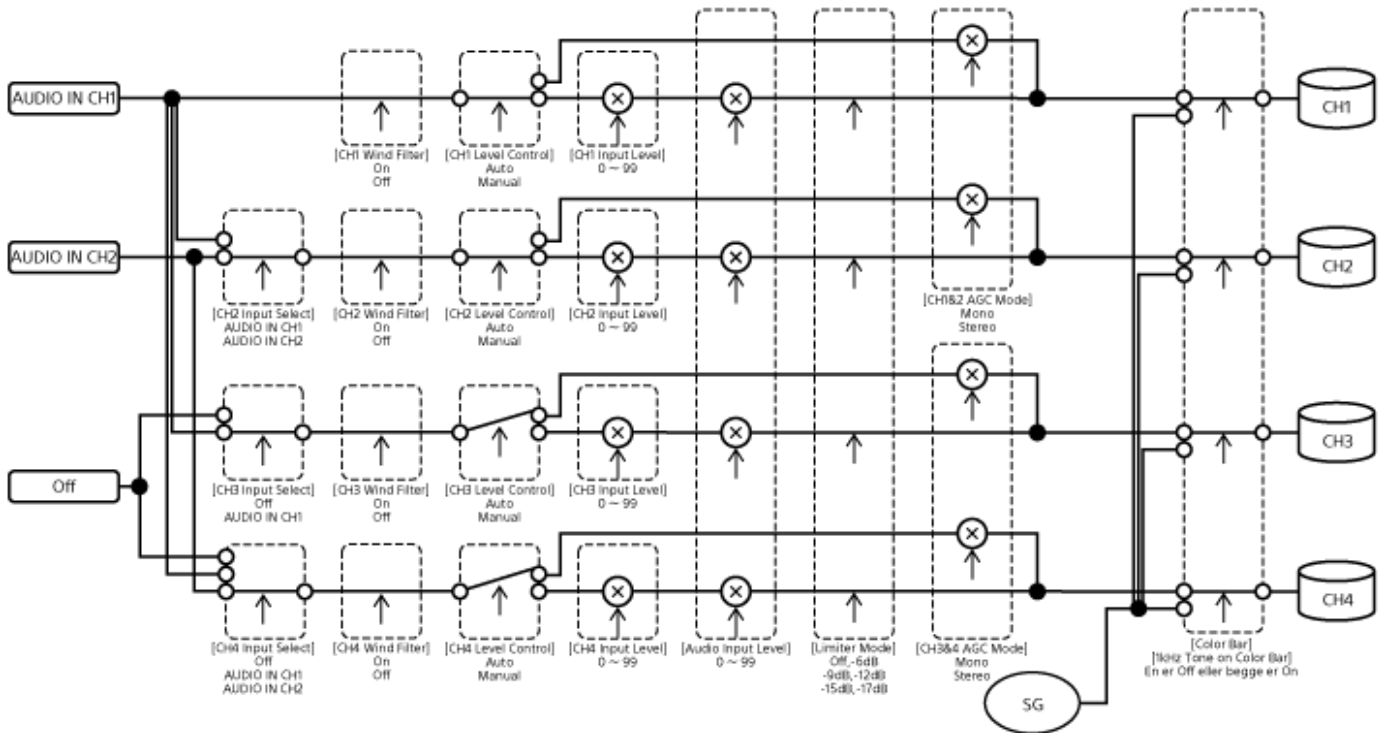 AUDIO IN CH1
[CH1 Wind Filter]
On
Off
[CH1 Level Control]
Auto
Manual
[CH1 Input Level]
0 ~ 99
CH1
AUDIO IN CH2
[CH2 Input Select]
AUDIO IN CH1
AUDIO IN CH2
[CH2 Wind Filter]
On
Off
[CH2 Level Control]
Auto
Manual
[CH2 Input Level]
0 ~ 99
[CH1&2 AGC Mode]
Mono
Stereo
CH2
Off
[CH3 Input Select]
Off
AUDIO IN CH1
[CH3 Wind Filter]
On
Off
[CH3 Level Control]
Auto
Manual
[CH3 Input Level]
0 ~ 99
CH3
[CH4 Input Select]
Off
AUDIO IN CH1
AUDIO IN CH2
[CH4 Wind Filter]
On
Off
[CH4 Level Control]
Auto
Manual
[CH4 Input Level]
0 ~ 99
[Audio Input Level]
0 ~ 99
[Limiter Mode]
Off,-6dB
-9dB,-12dB
-15dB,-17dB
[CH3&4 AGC Mode]
Mono
Stereo
CH4
SG
[Color Bar]
[1kHz Tone on Color Bar]
En er Off eller begge er On